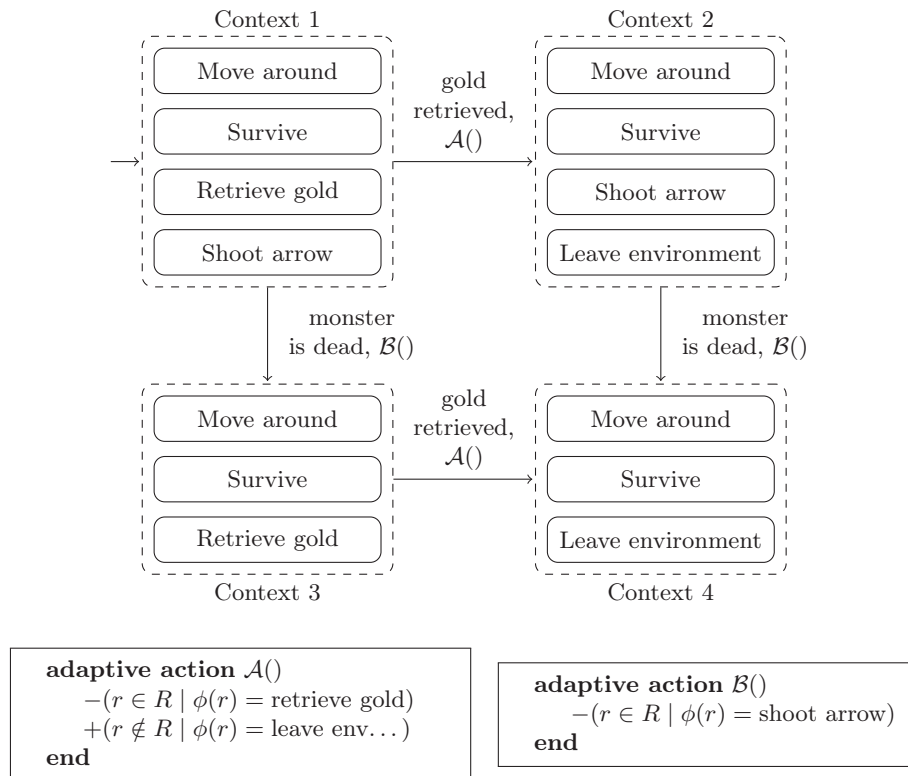 Context 1
Move around
Survive
Retrieve gold
Shoot arrow
gold
retrieved,
𝒜()
Context 2
Move around
Survive
Shoot arrow
Leave environment
monster
is dead, ℬ()
monster
is dead, ℬ()
Move around
Survive
Retrieve gold
Context 3
gold
retrieved,
𝒜()
Move around
Survive
Leave environment
Context 4
adaptive action 𝒜()
−(r ∈ R | ϕ(r) = retrieve gold)
+(r ∉ R | ϕ(r) = leave env...)
end
adaptive action ℬ()
−(r ∈ R | ϕ(r) = shoot arrow)
end